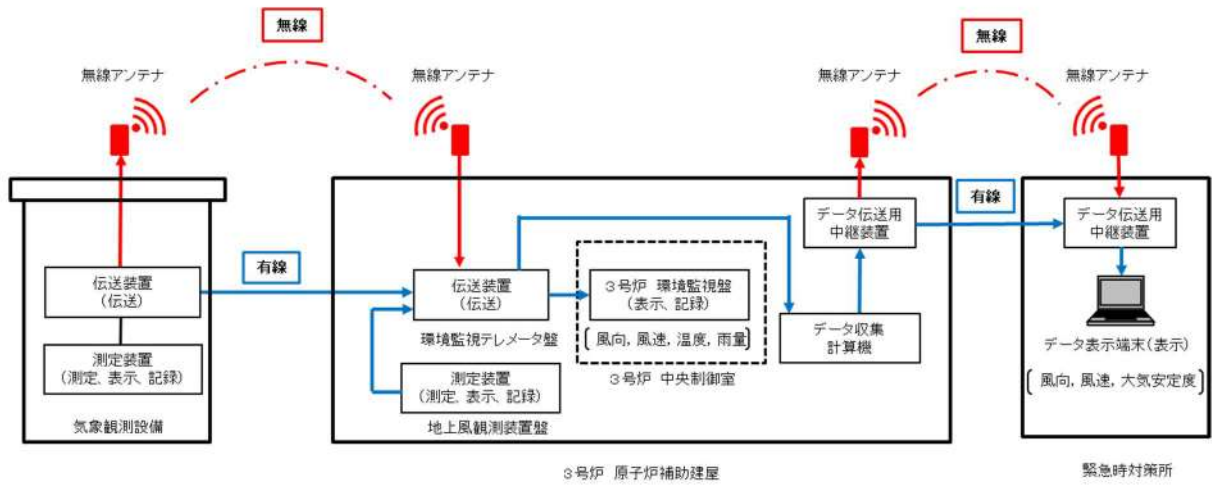 無線
無線アンテナ
無線アンテナ
伝送装置
(伝送)
測定装置
(測定、表示、記録)
気象観測設備
有線
伝送装置
(伝送)
環境監視テレメータ盤
測定装置
(測定、表示、記録)
地上風観測装置盤
3号炉 環境監視盤
(表示、記録)
風向, 風速, 温度, 雨量
3号炉 中央制御室
データ伝送用
中継装置
データ収集
計算機
3号炉 原子炉補助建屋
無線
無線アンテナ
無線アンテナ
有線
データ伝送用
中継装置
データ表示端末(表示)
風向, 風速, 大気安定度
緊急時対策所